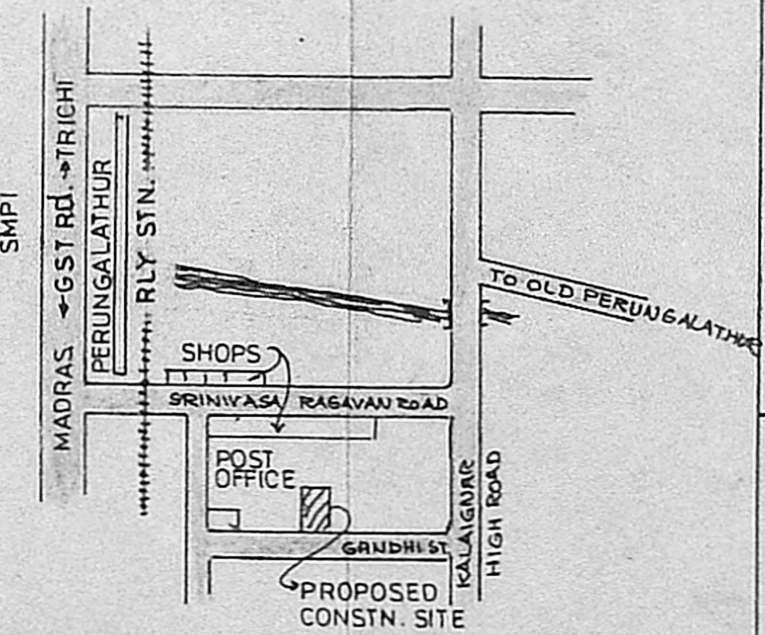 SMPI
MADRAS ←GST Rd.→TRICHI
PERUNGALATHUR
RLY STN.
TO OLD PERUNGALATHUR
SHOPS
SRINIVASA RAGAVAN ROAD
POST
OFFICE
GANDHI ST
KALAIGNAR
HIGH ROAD
PROPOSED
CONSTN. SITE